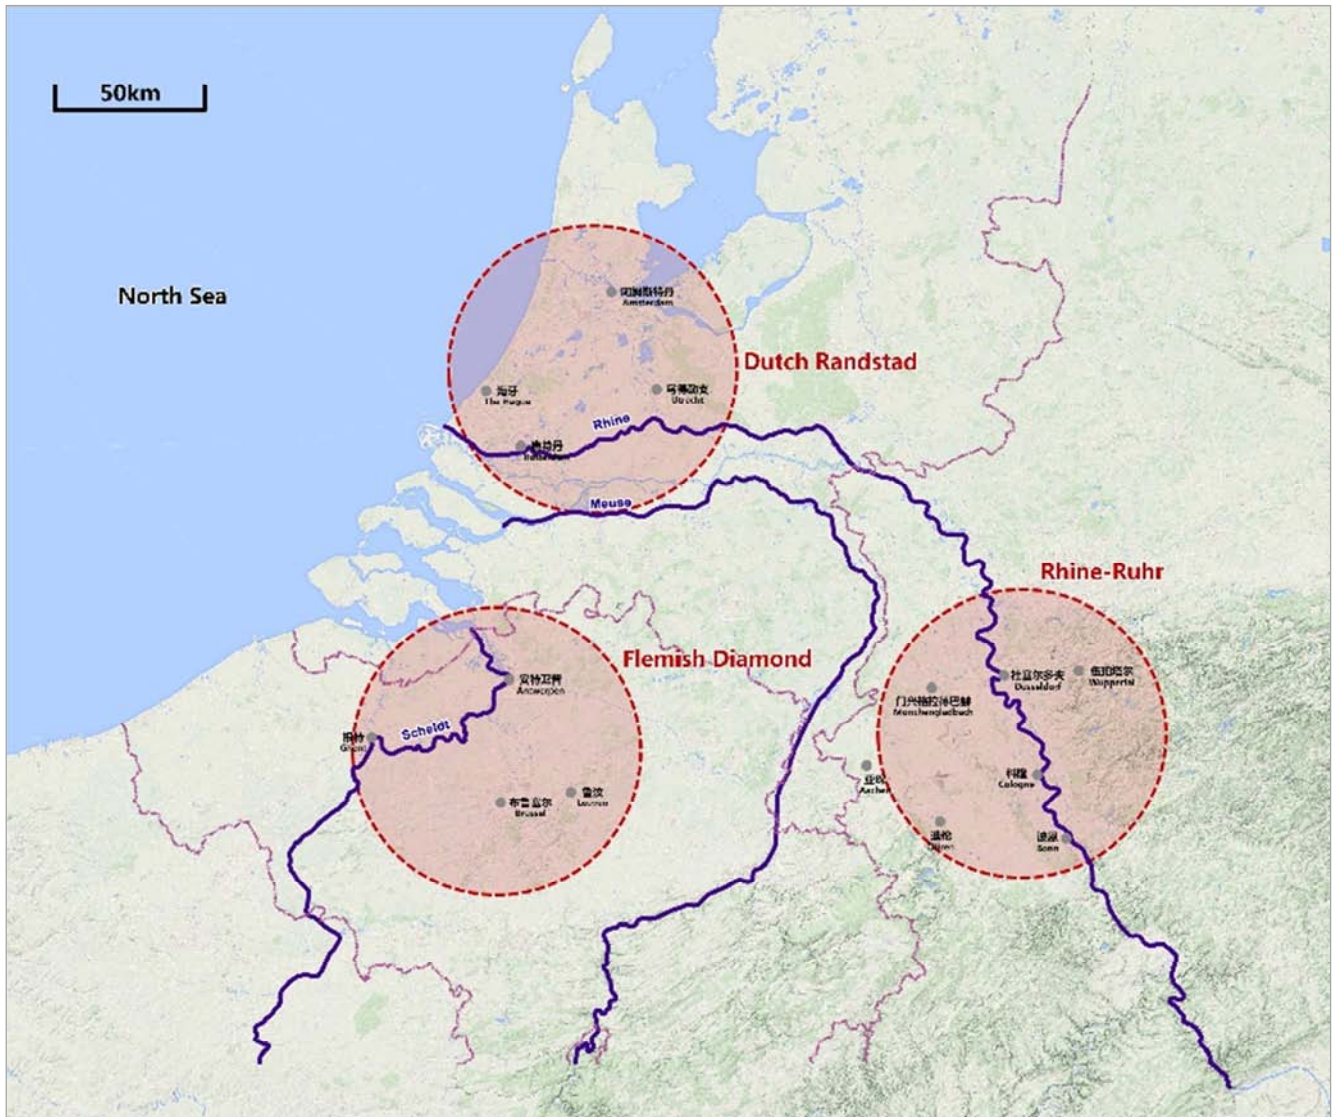 50km
North Sea
阿姆斯特丹
Amsterdam
Dutch Randstad
海牙
The Hague
乌得勒支
Utrecht
Rhine
鹿特丹
Rotterdam
Meuse
Rhine-Ruhr
Flemish Diamond
安特卫普
Antwerpen
杜塞尔多夫
Dusseldorf
伍珀塔尔
Wuppertal
门兴格拉德巴赫
Monchengladbach
Scheldt
根特
Ghent
亚琛
Aachen
科隆
Cologne
布鲁塞尔
Brussel
鲁汶
Leuven
迪伦
Düren
波恩
Bonn